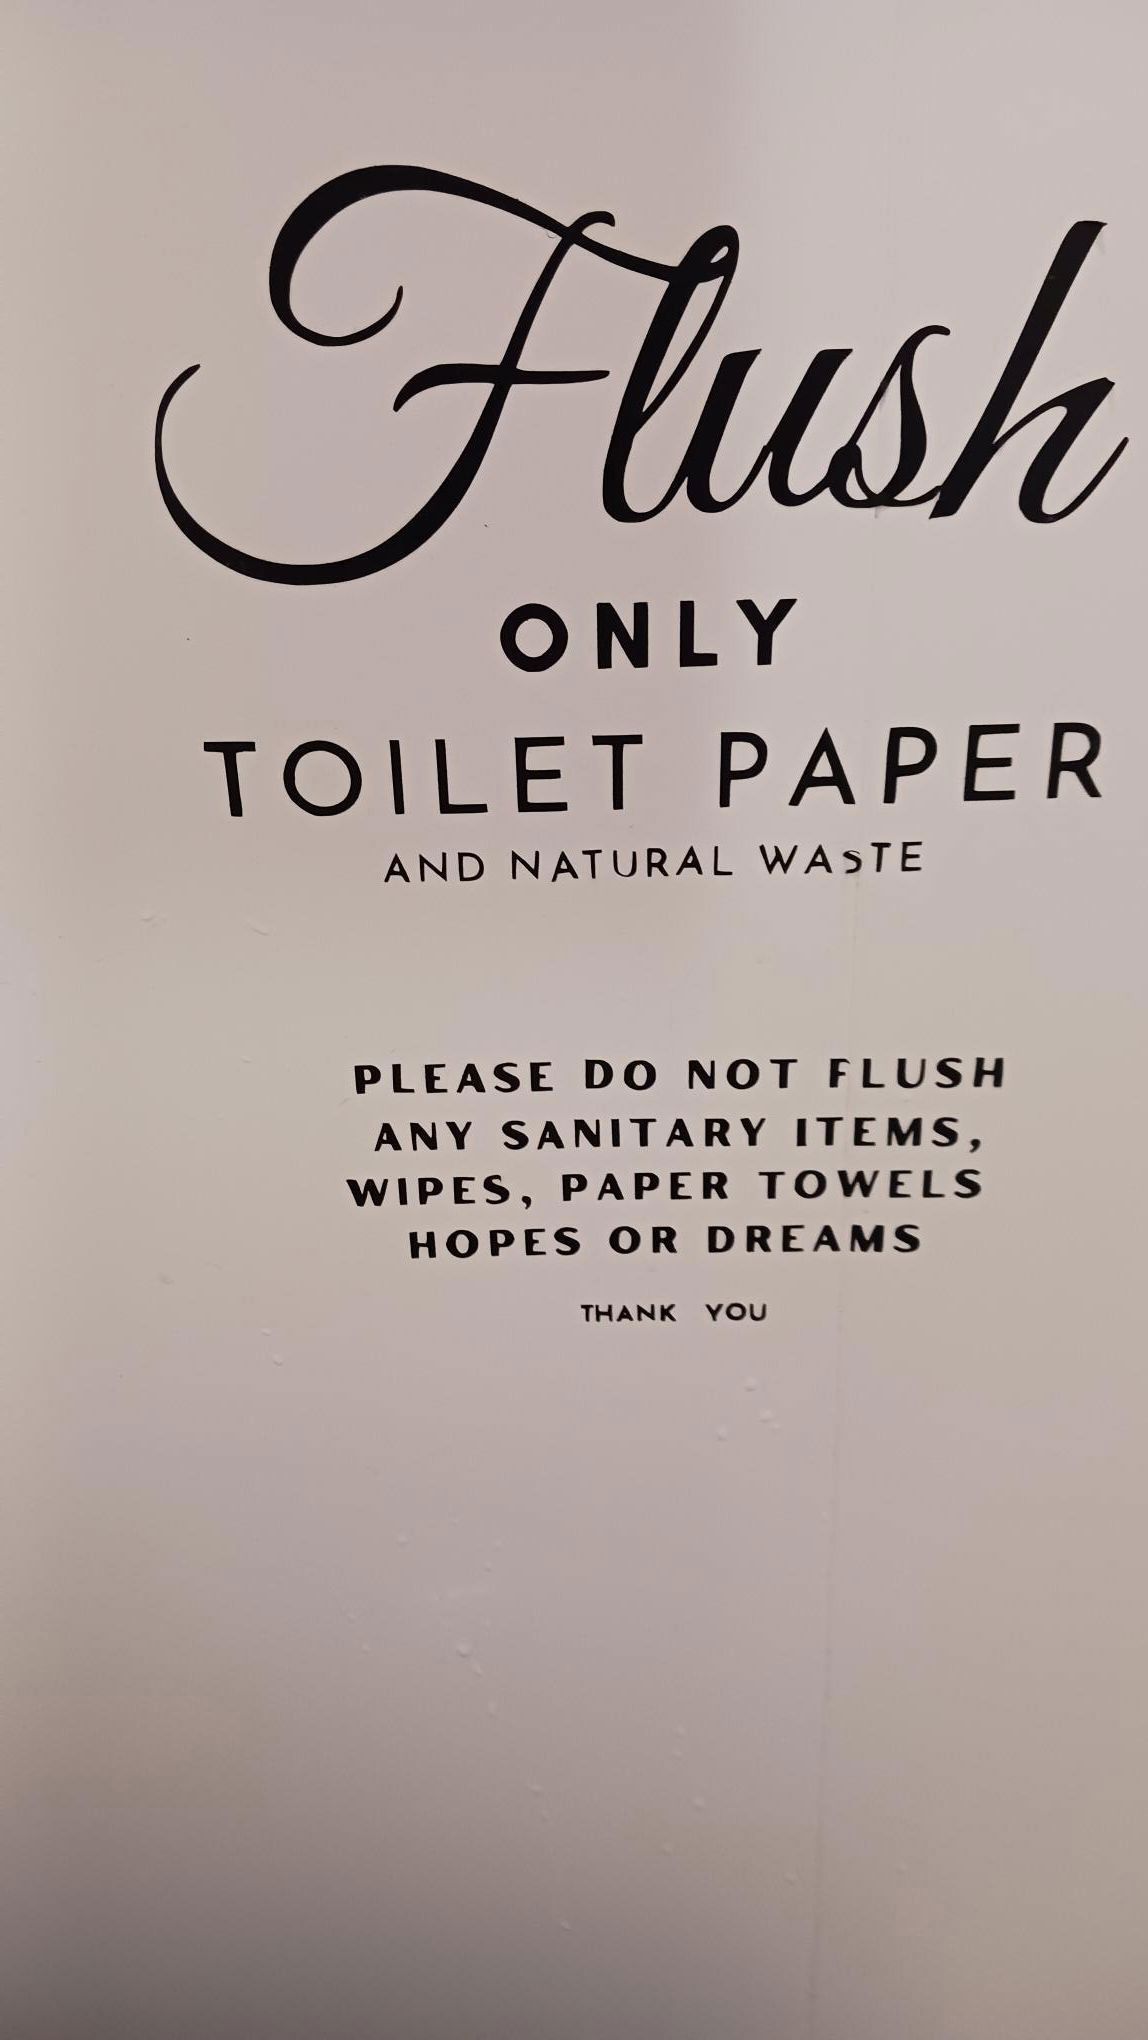 Flush
ONLY
TOILET PAPER
AND NATURAL WAsTE
PLEASE DO NOT FLUSH
ANY SANITARY ITEMS,
WIPES, PAPER TOWELS
HOPES OR DREAMS
THANK YOU